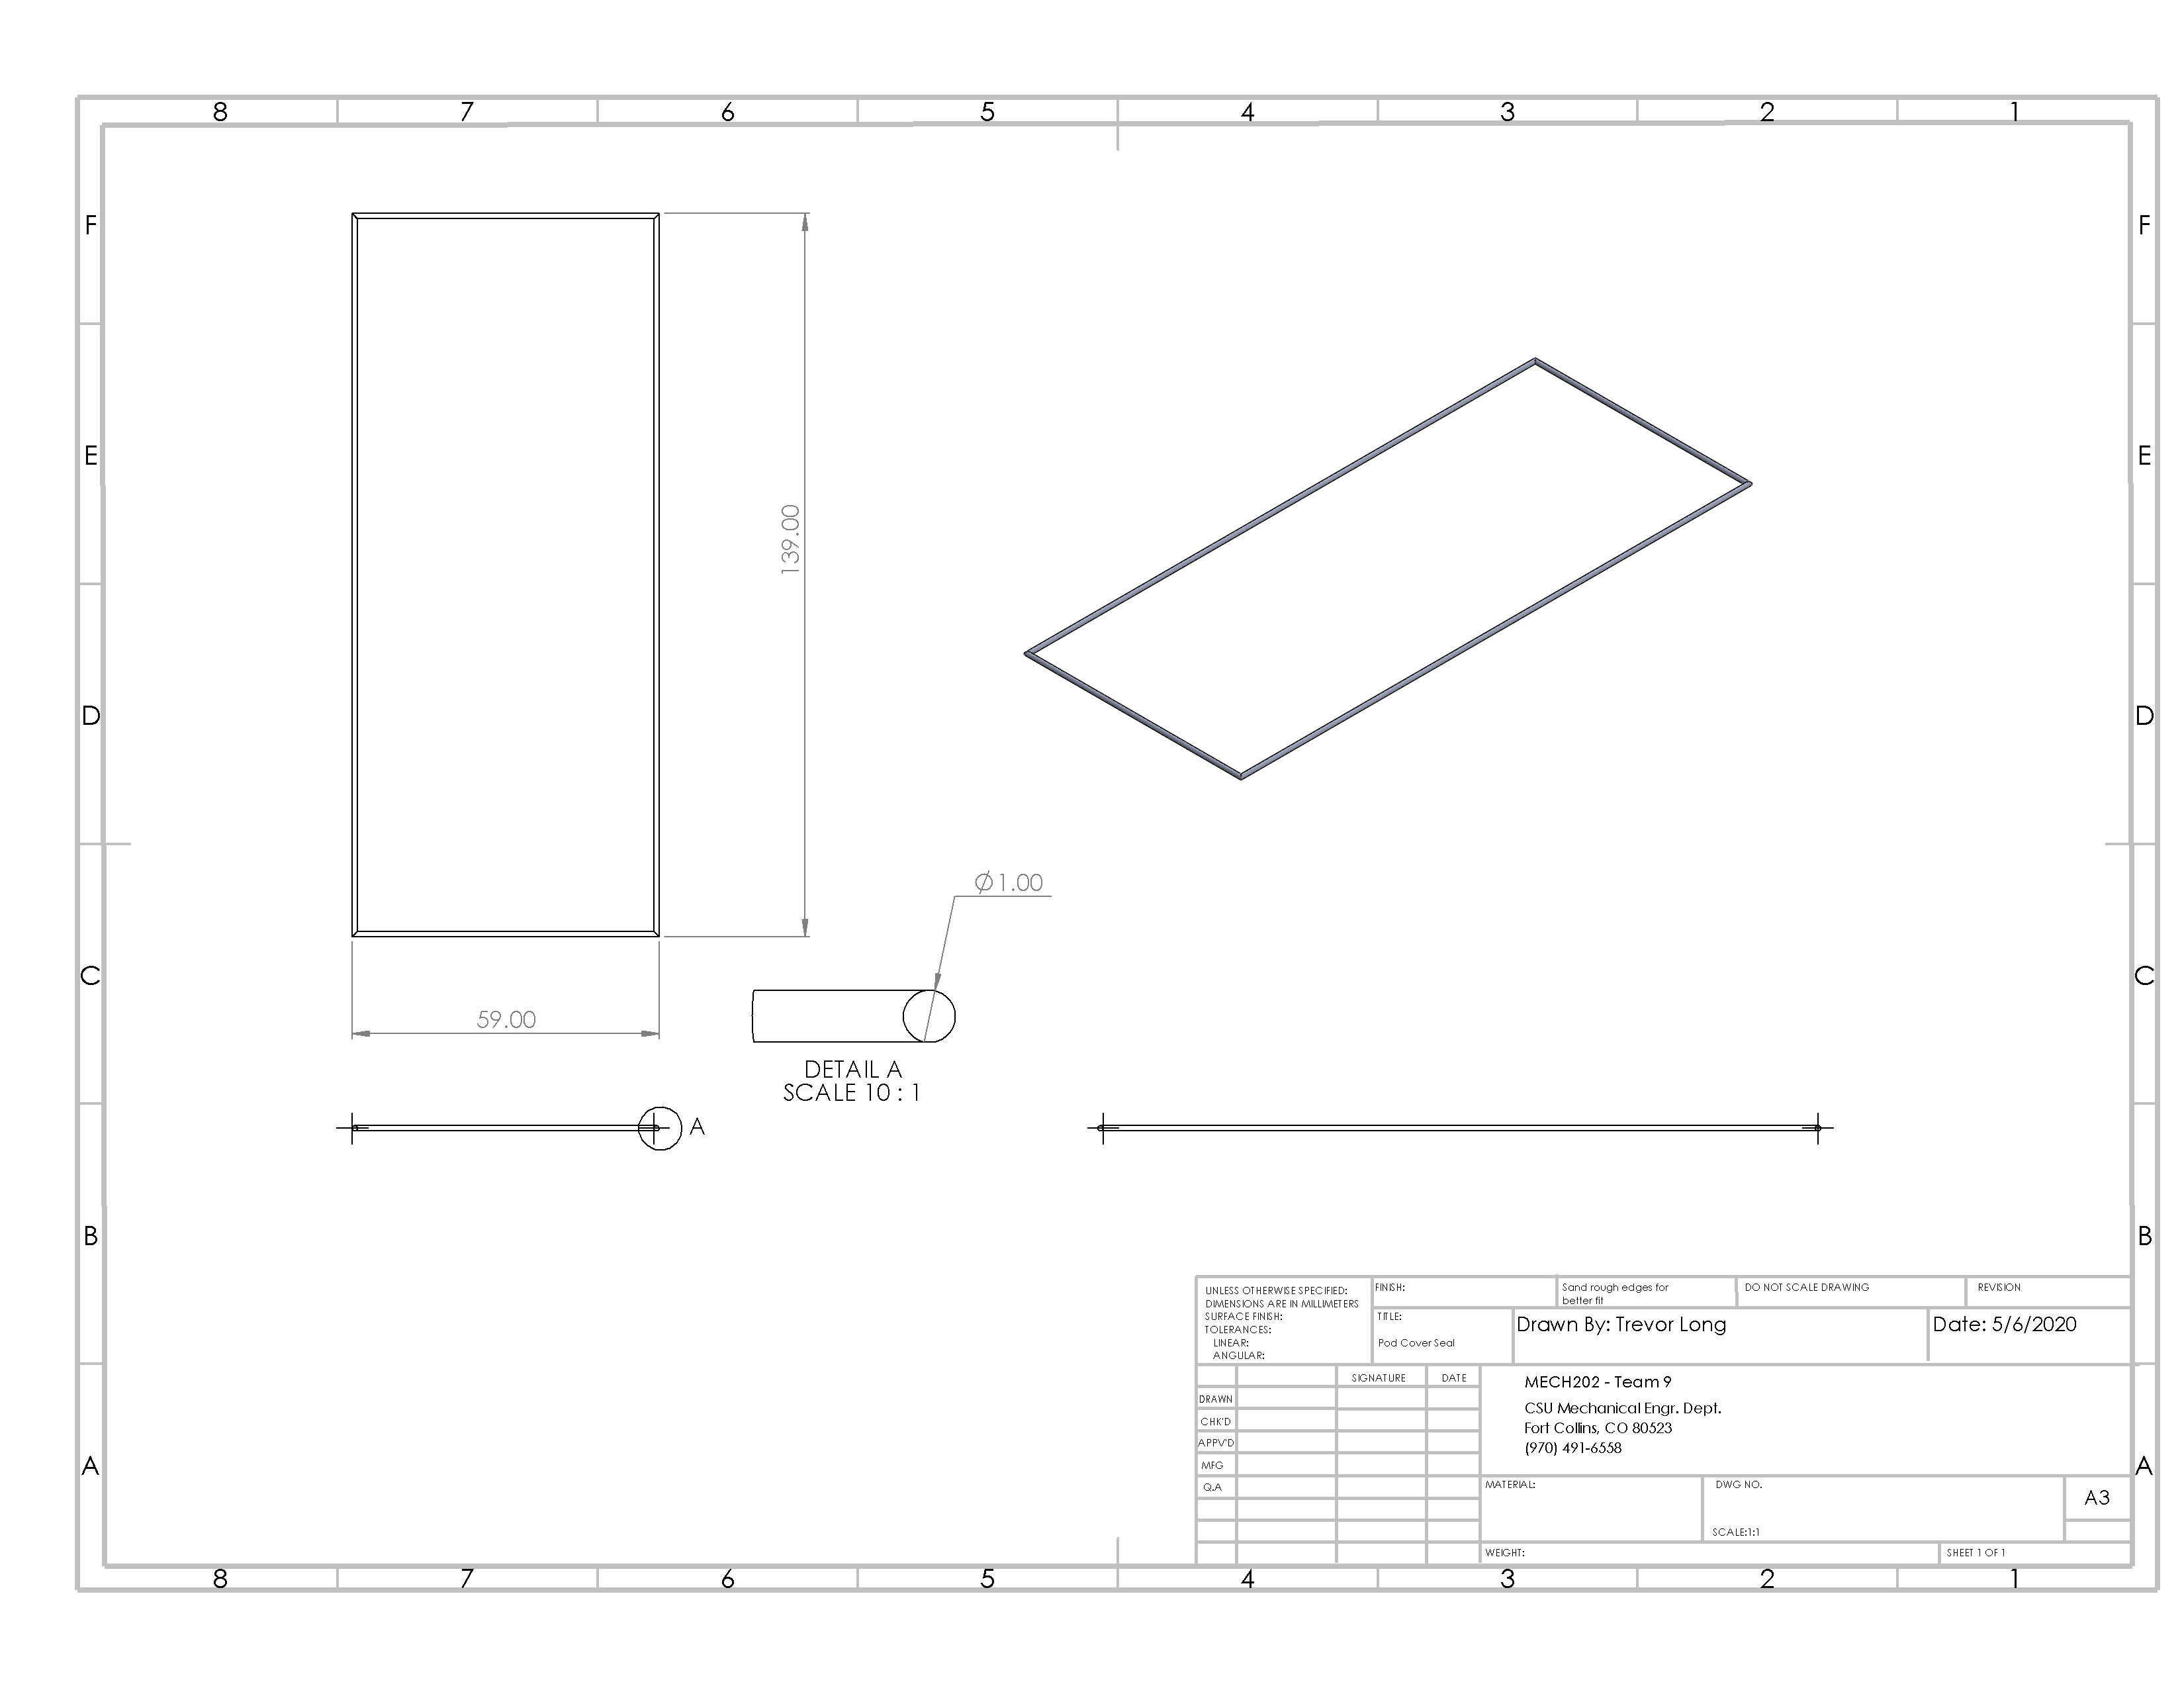 8 7 6 5 4 3 2 1
F F
E E
D D
C C
B B
A A
139.00
59.00
Ø1.00
DETAIL A
SCALE 10 : 1
A
UNLESS OTHERWISE SPECIFIED:
DIMENSIONS ARE IN MILLIMETERS
SURFACE FINISH:
TOLERANCES:
LINEAR:
ANGULAR:
FINISH:
Sand rough edges for
better fit
DO NOT SCALE DRAWING
REVISION
TITLE:
Pod Cover Seal
Drawn By: Trevor Long
Date: 5/6/2020
SIGNATURE DATE
DRAWN
CHK'D
APPV'D
MFG
Q.A
MECH202 - Team 9
CSU Mechanical Engr. Dept.
Fort Collins, CO 80523
(970) 491-6558
MATERIAL:
DWG NO.
A3
SCALE:1:1
WEIGHT:
SHEET 1 OF 1
8 7 6 5 4 3 2 1